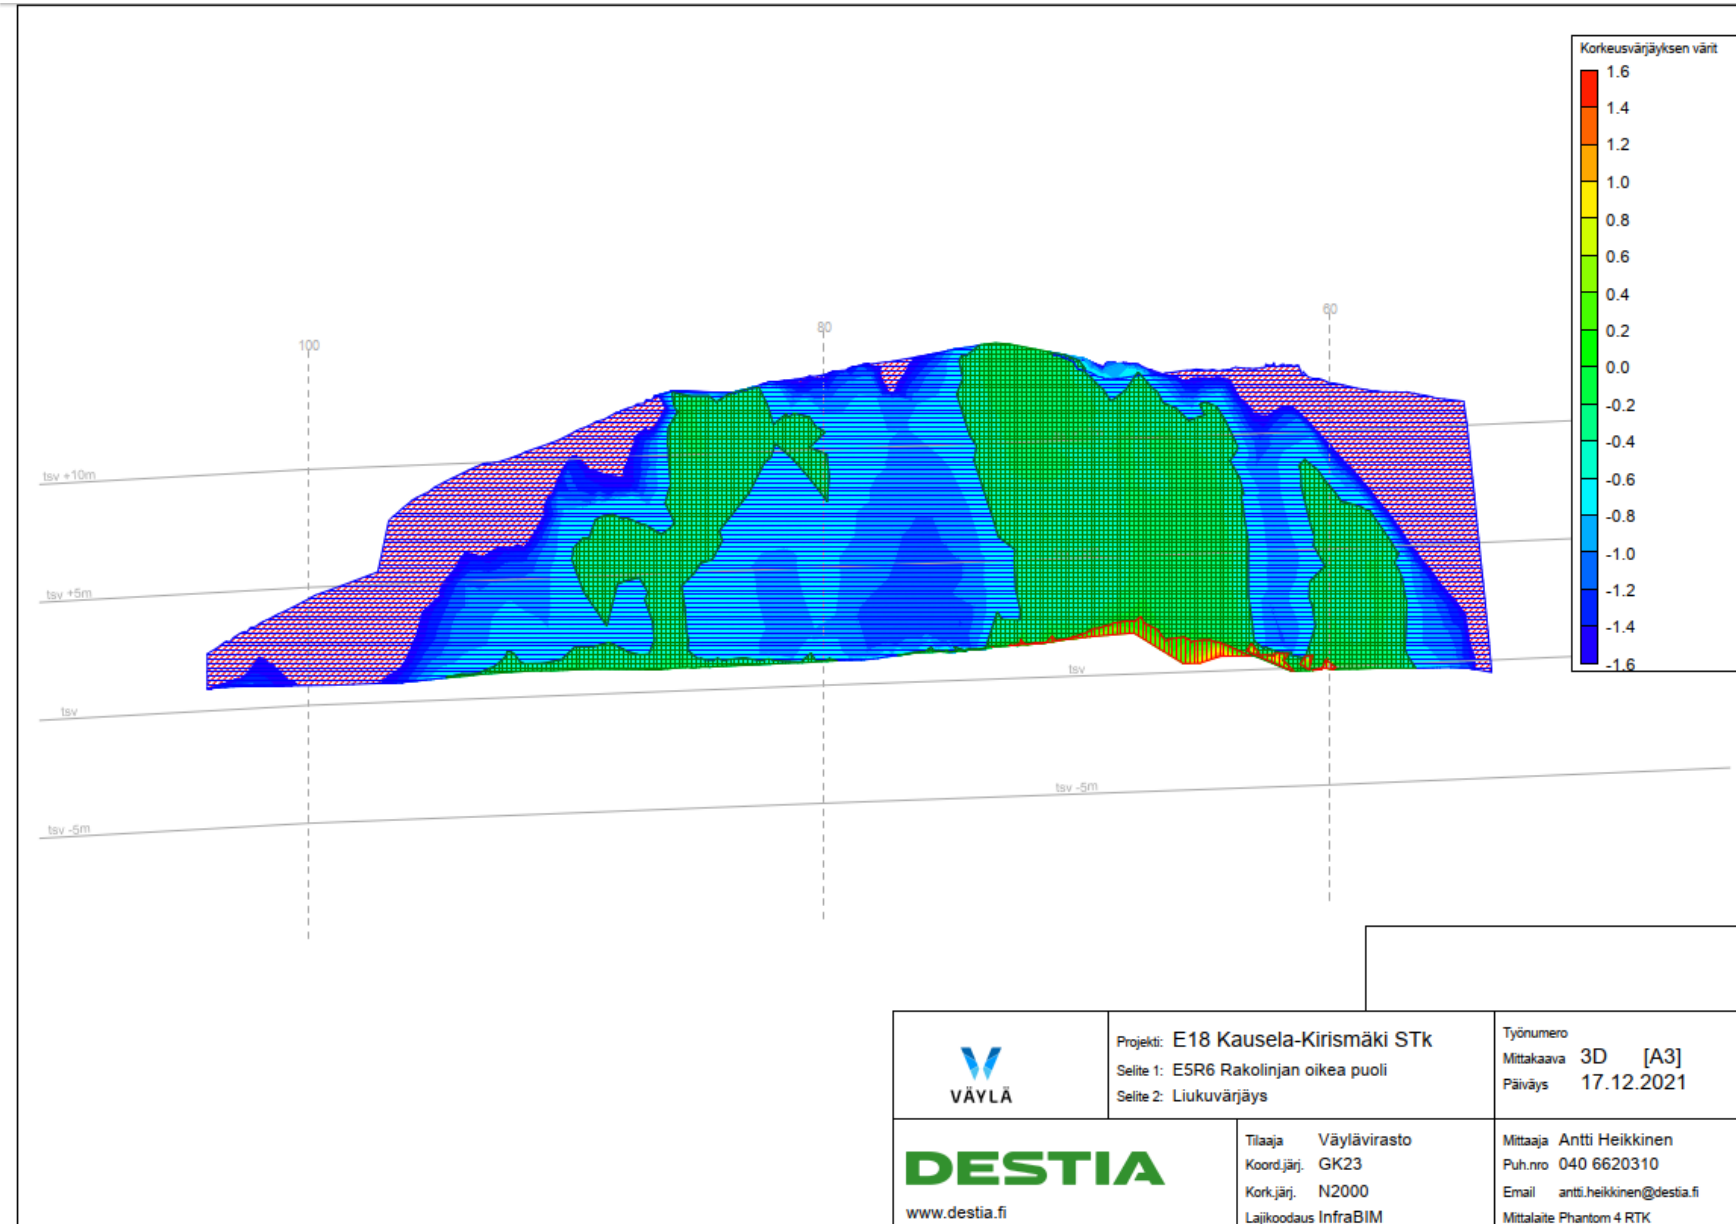 Korkeusvärjäyksen värit
1.6
1.4
1.2
1.0
0.8
0.6
0.4
0.2
0.0
-0.2
-0.4
-0.6
-0.8
-1.0
-1.2
-1.4
-1.6
100
80
60
tsv +10m
tsv +5m
tsv
tsv
tsv -5m
tsv -5m
VÄYLÄ
Projekti: E18 Kausela-Kirismäki STk
Selite 1: E5R6 Rakolinjan oikea puoli
Selite 2: Liukuvärjäys
Työnumero
Mittakaava 3D [A3]
Päiväys 17.12.2021
DESTIA
www.destia.fi
Tilaaja Väylävirasto
Koord.järj. GK23
Kork.järj. N2000
Lajikoodaus InfraBIM
Mittaaja Antti Heikkinen
Puh.nro 040 6620310
Email antti.heikkinen@destia.fi
Mittalaite Phantom 4 RTK